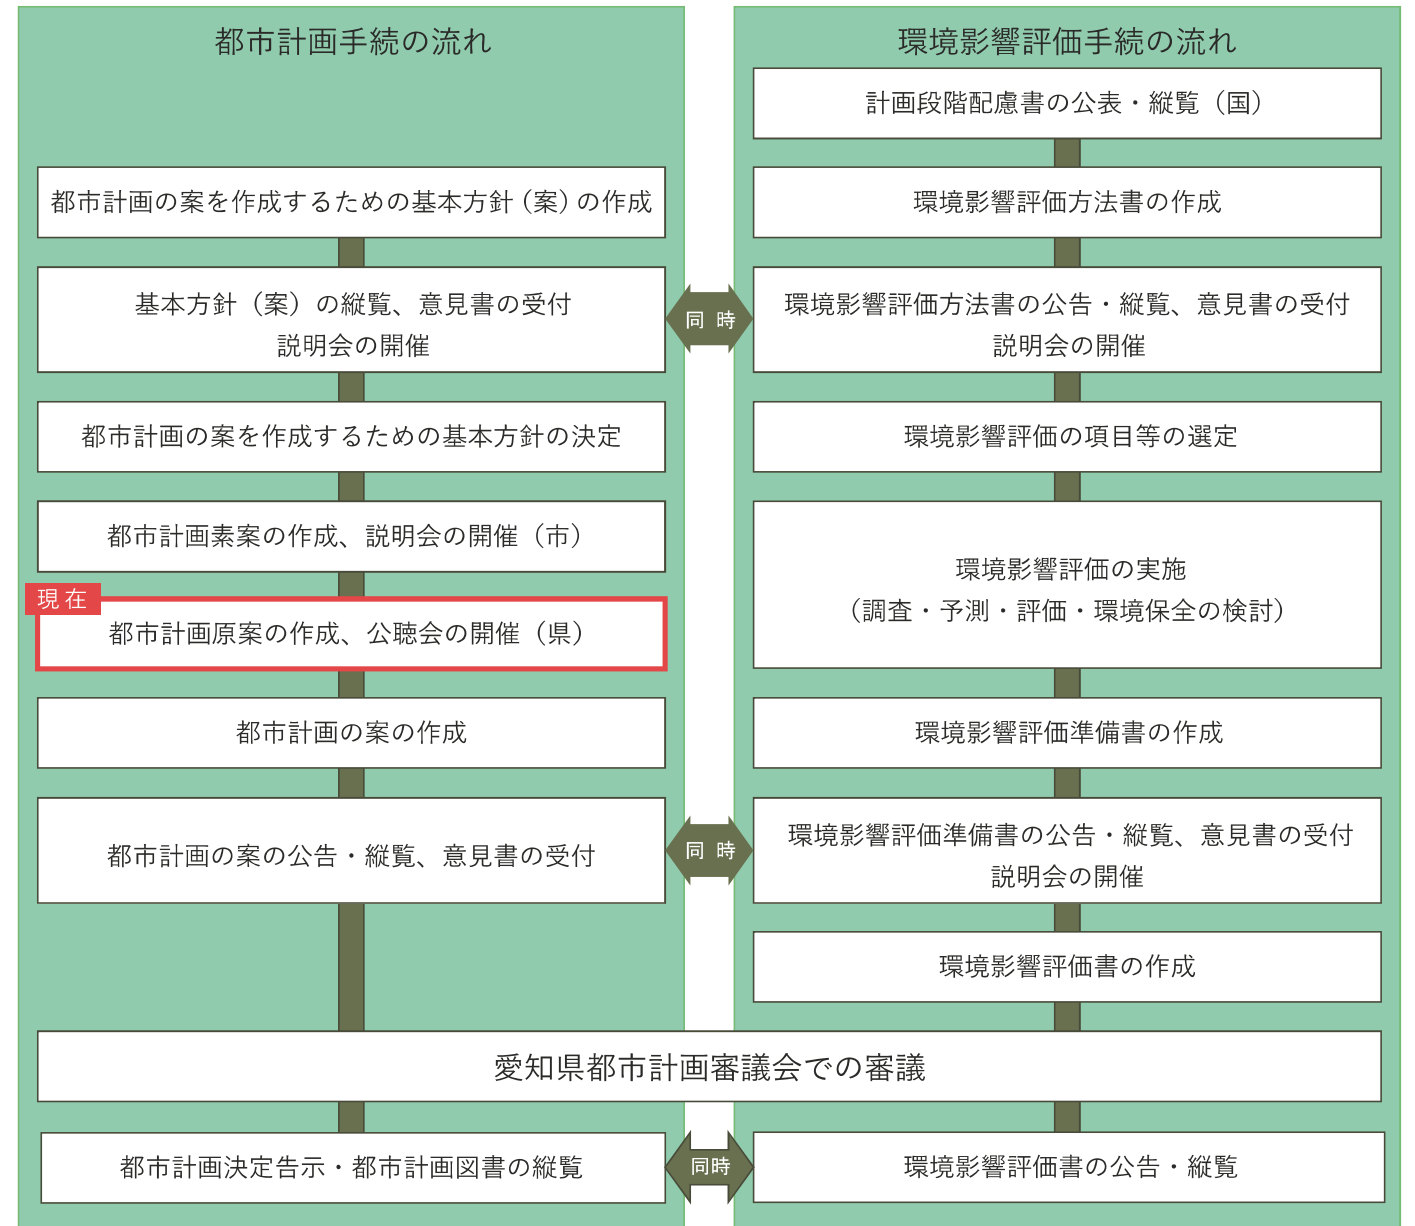 都市計画手続の流れ
都市計画の案を作成するための基本方針（案）の作成
基本方針（案）の縦覧、意見書の受付
説明会の開催
都市計画の案を作成するための基本方針の決定
都市計画素案の作成、説明会の開催（市）
現在
都市計画原案の作成、公聴会の開催（県）
都市計画の案の作成
都市計画の案の公告・縦覧、意見書の受付
同時
同時
環境影響評価手続の流れ
計画段階配慮書の公表・縦覧（国）
環境影響評価方法書の作成
環境影響評価方法書の公告・縦覧、意見書の受付
説明会の開催
環境影響評価の項目等の選定
環境影響評価の実施
（調査・予測・評価・環境保全の検討）
環境影響評価準備書の作成
環境影響評価準備書の公告・縦覧、意見書の受付
説明会の開催
環境影響評価書の作成
愛知県都市計画審議会での審議
都市計画決定告示・都市計画図書の縦覧
同時
環境影響評価書の公告・縦覧